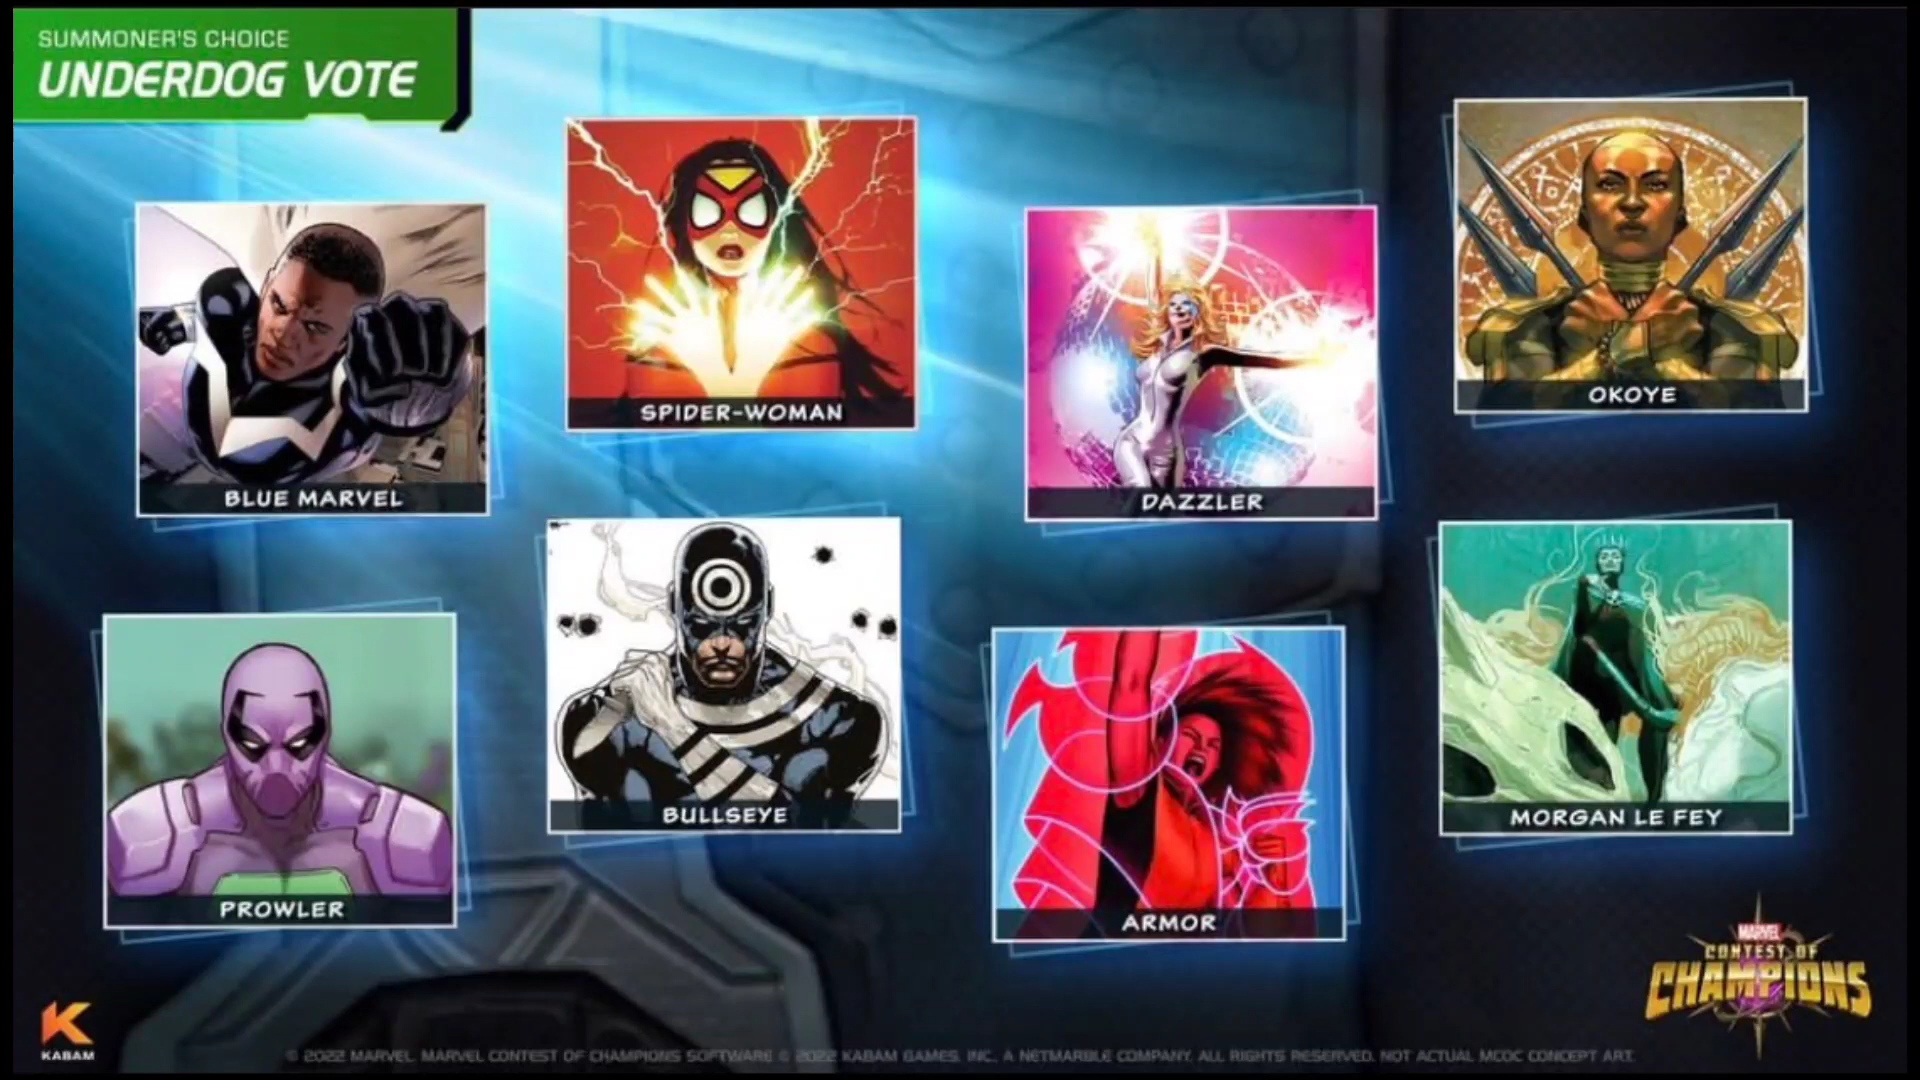 SUMMONER'S CHOICE
UNDERDOG VOTE
BLUE MARVEL
SPIDER-WOMAN
DAZZLER
OKOYE
PROWLER
BULLSEYE
ARMOR
MORGAN LE FEY
MARVEL
CONTEST OF
CHAMPIONS
KABAM
© 2022 MARVEL. MARVEL CONTEST OF CHAMPIONS SOFTWARE © 2022 KABAM GAMES, INC., A NETMARBLE COMPANY. ALL RIGHTS RESERVED. NOT ACTUAL MCOC CONCEPT ART.